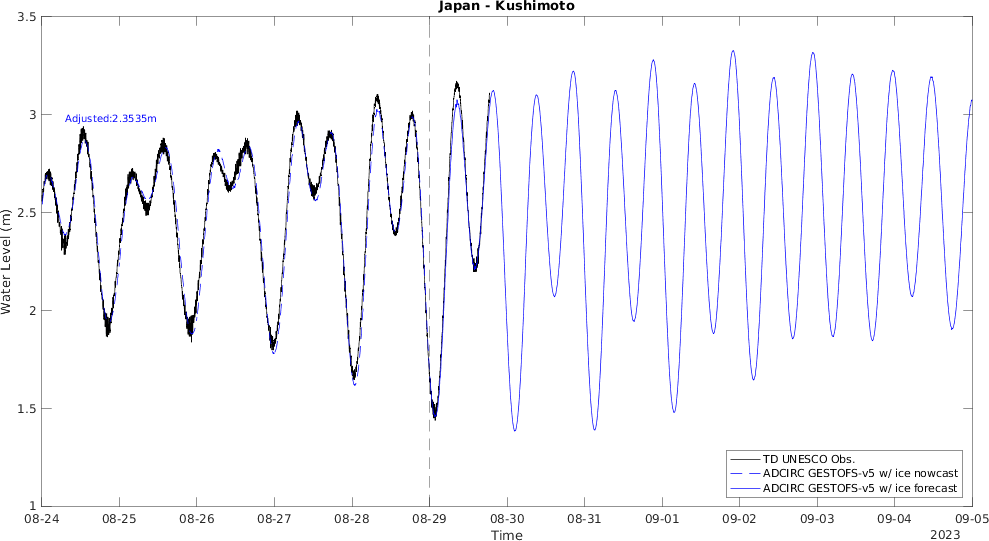 Japan - Kushimoto
3.5
3
2.5
2
1.5
1
Water Level (m)
Adjusted:2.3535m
TD UNESCO Obs.
ADCIRC GESTOFS-v5 w/ ice nowcast
ADCIRC GESTOFS-v5 w/ ice forecast
08-24 08-25 08-26 08-27 08-28 08-29 08-30 08-31 09-01 09-02 09-03 09-04 09-05
Time
2023